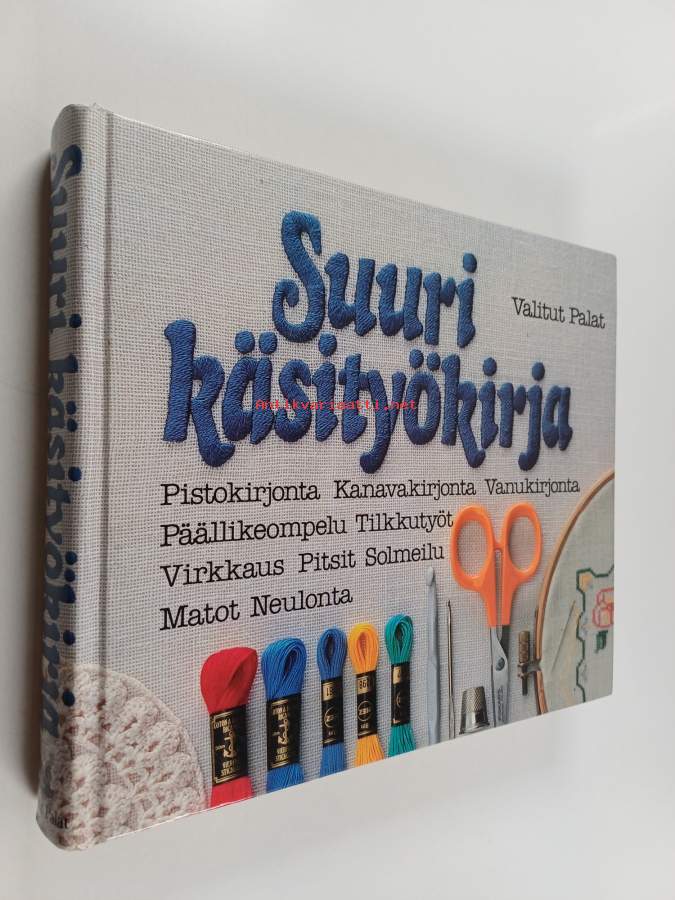 Suuri
käsityökirja
Valitut Palat
Antikvariaatti.net
Pistokirjonta Kanavakirjonta Vanukirjonta
Päällikeompelu Tilkkutyöt
Virkkaus Pitsit Solmeilu
Matot Neulonta
Suuri käsityökirja